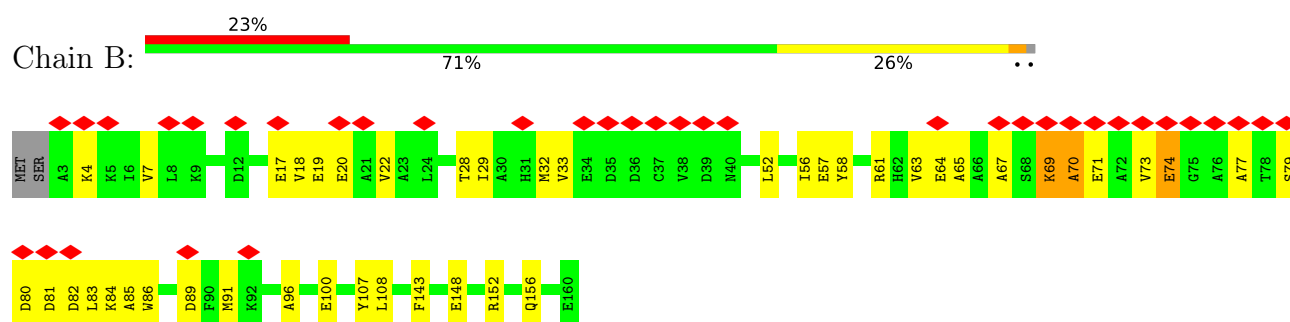 23%
Chain B:
71% 26% • •
MET SER A3 K4 K5 I6 V7 L8 K9 D12 E17 V18 E19 E20 A21 V22 A23 L24 T28 I29 A30 H31 M32 V33 E34 D35 D36 C37 V38 D39 N40 L52 I56 E57 Y58 R61 H62 V63 E64 A65 A66 A67 S68 K69 A70 E71 A72 V73 E74 G75 A76 A77 T78 S79
D80 D81 D82 L83 K84 A85 W86 D89 F90 M91 K92 A96 E100 Y107 L108 F143 E148 R152 Q156 E160